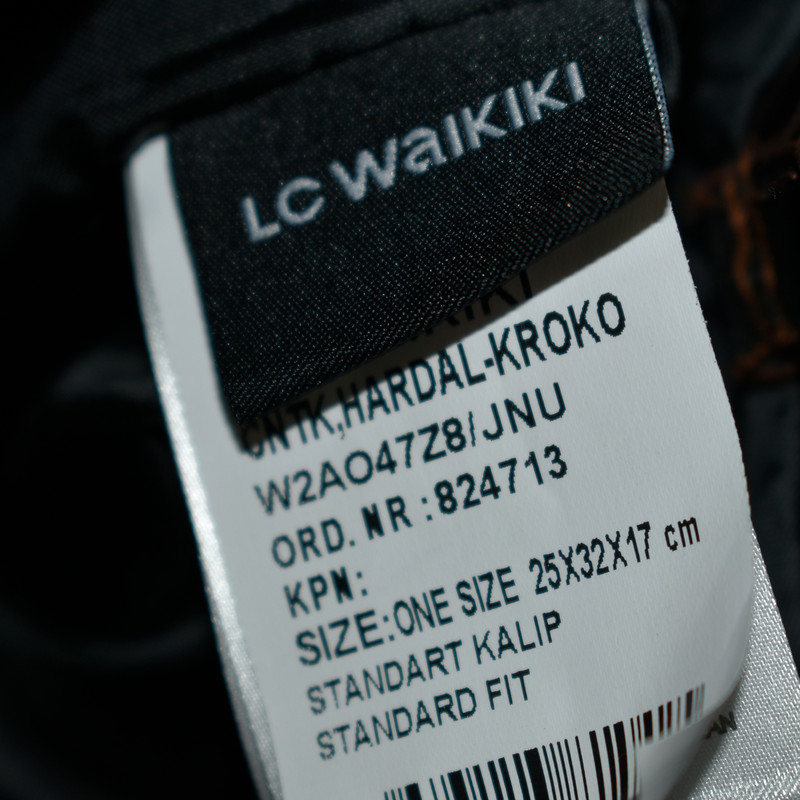 LC WAIKIKI
ÇNTK,HARDAL-KROKO
W2AO47Z8/JNU
ORD. NR :824713
KPN:
SIZE:ONE SIZE 25X32X17 cm
STANDART KALIP
STANDARD FIT